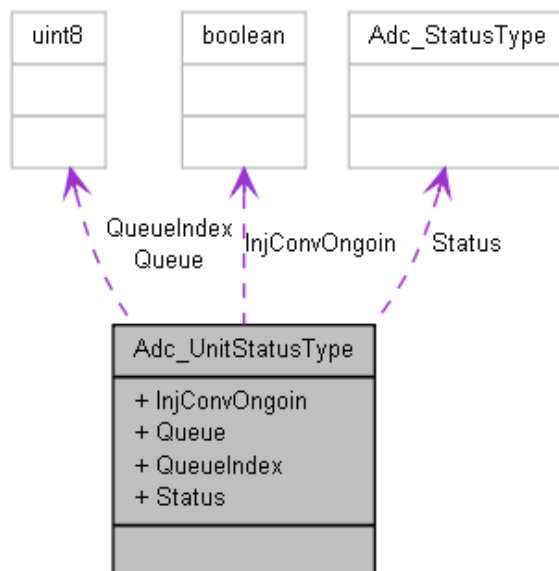 uint8
boolean
Adc_StatusType
QueueIndex
Queue
InjConvOngoin
Status
Adc_UnitStatusType
+ InjConvOngoin
+ Queue
+ QueueIndex
+ Status